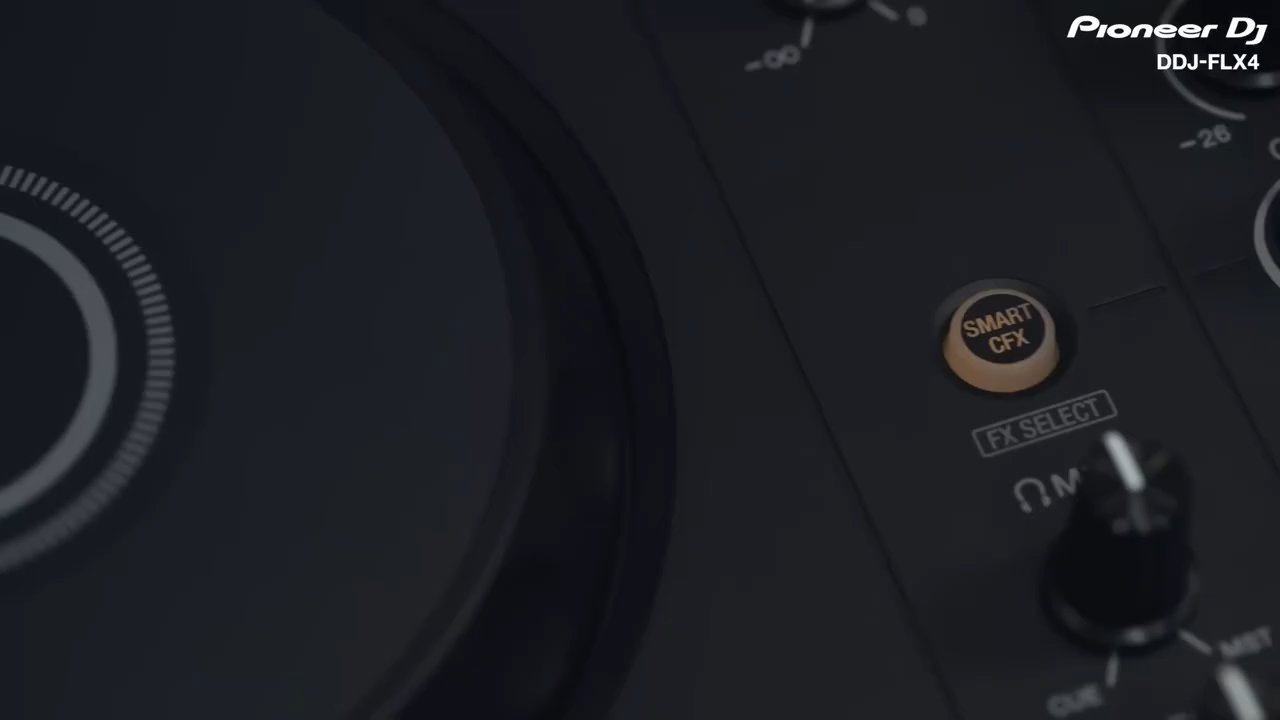 Pioneer Dj
DDJ-FLX4
-∞
-26
SMART
CFX
FX SELECT
CUE
MST